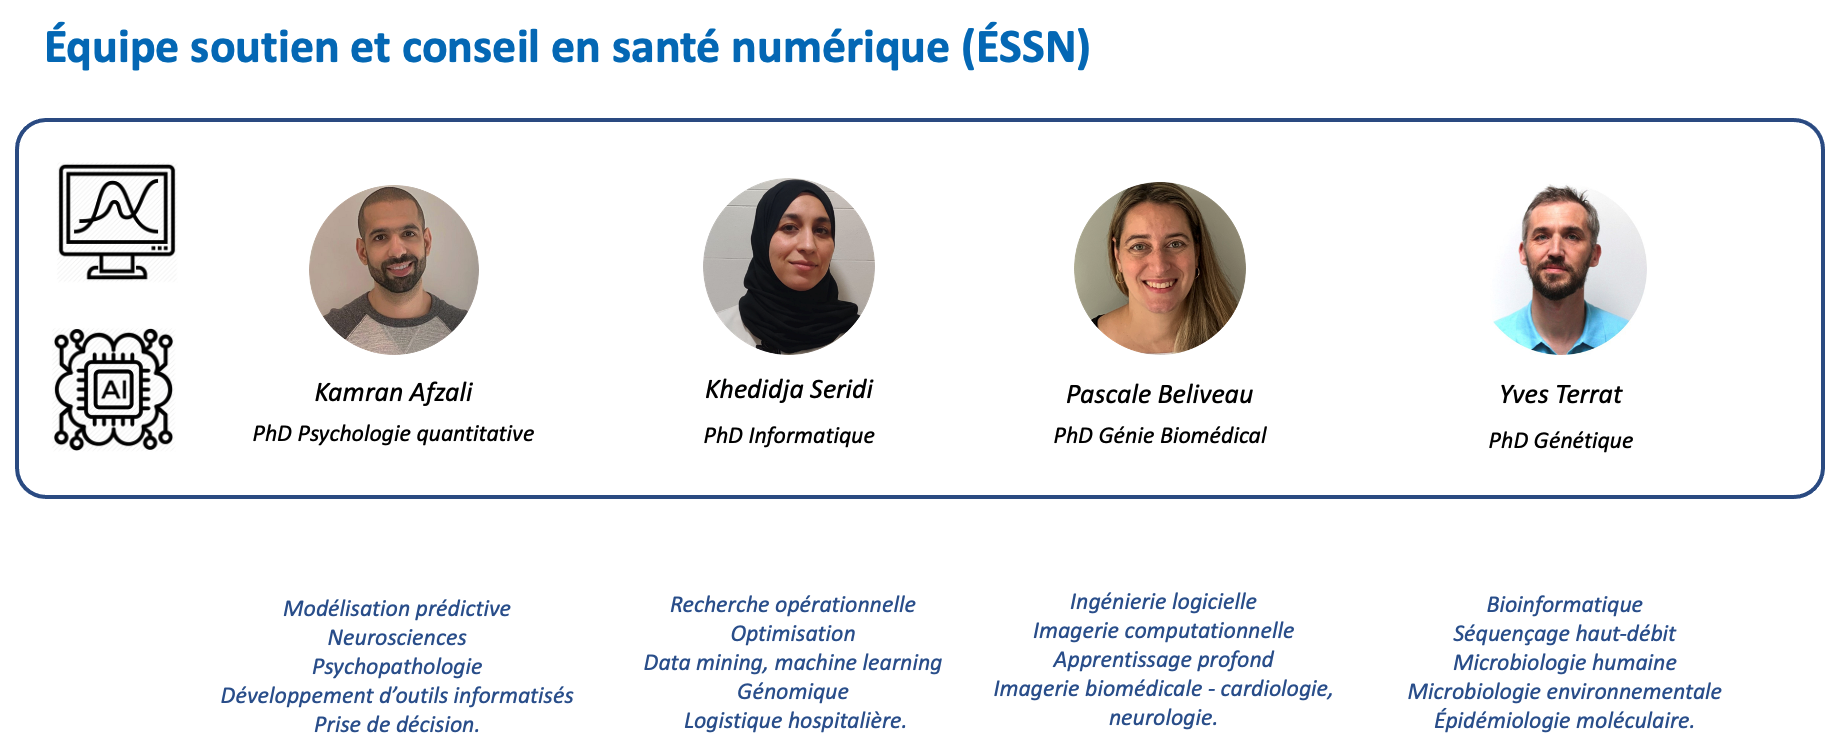 Équipe soutien et conseil en santé numérique (ÉSSN)
AI
Kamran Afzali
PhD Psychologie quantitative
Khedidja Seridi
PhD Informatique
Pascale Beliveau
PhD Génie Biomédical
Yves Terrat
PhD Génétique
Modélisation prédictive
Neurosciences
Psychopathologie
Développement d’outils informatisés
Prise de décision.
Recherche opérationnelle
Optimisation
Data mining, machine learning
Génomique
Logistique hospitalière.
Ingénierie logicielle
Imagerie computationnelle
Apprentissage profond
Imagerie biomédicale - cardiologie,
neurologie.
Bioinformatique
Séquençage haut-débit
Microbiologie humaine
Microbiologie environnementale
Épidémiologie moléculaire.